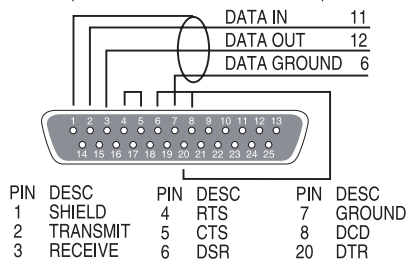 DATA IN 11
DATA OUT 12
DATA GROUND 6
1 2 3 4 5 6 7 8 9 10 11 12 13
14 15 16 17 18 19 20 21 22 23 24 25
PIN DESC PIN DESC PIN DESC
1 SHIELD 4 RTS 7 GROUND
2 TRANSMIT 5 CTS 8 DCD
3 RECEIVE 6 DSR 20 DTR